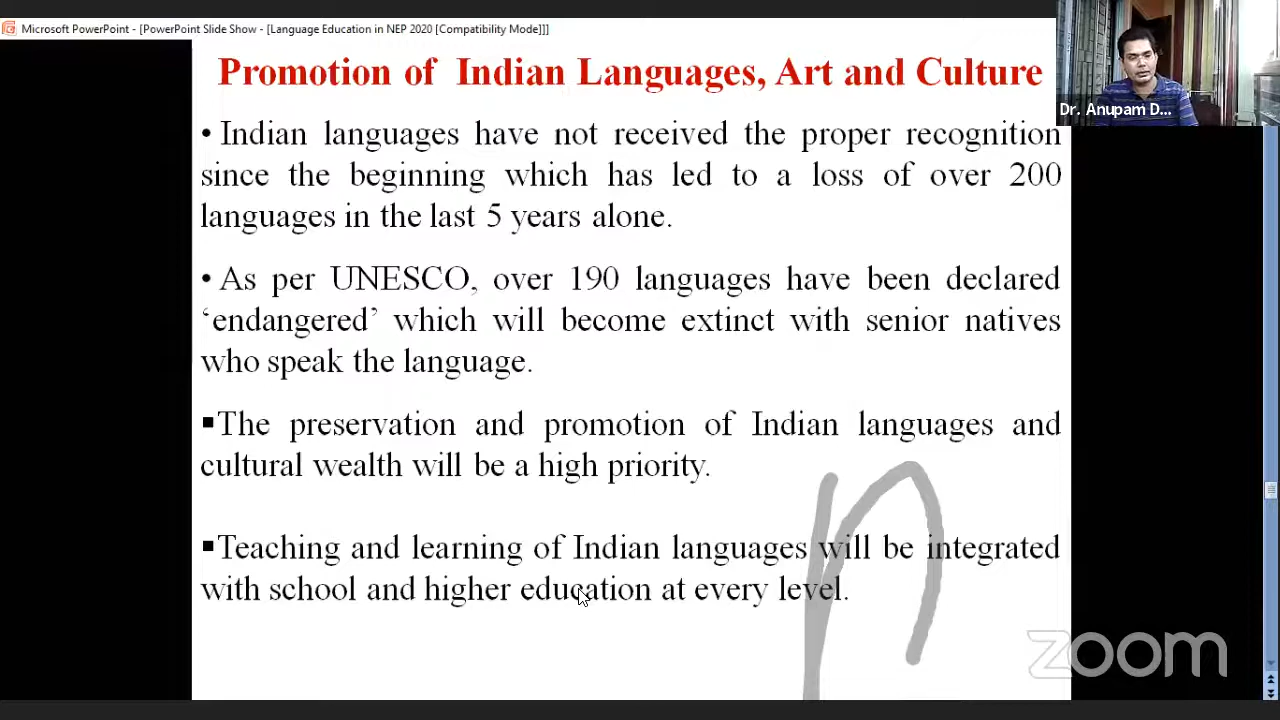 Microsoft PowerPoint - [PowerPoint Slide Show - [Language Education in NEP 2020 [Compatibility Mode]]]
Promotion of Indian Languages, Art and Culture
Dr. Anupam D...
• Indian languages have not received the proper recognition
since the beginning which has led to a loss of over 200
languages in the last 5 years alone.
• As per UNESCO, over 190 languages have been declared
‘endangered’ which will become extinct with senior natives
who speak the language.
▪The preservation and promotion of Indian languages and
cultural wealth will be a high priority.
▪Teaching and learning of Indian languages will be integrated
with school and higher education at every level.
n
zoom